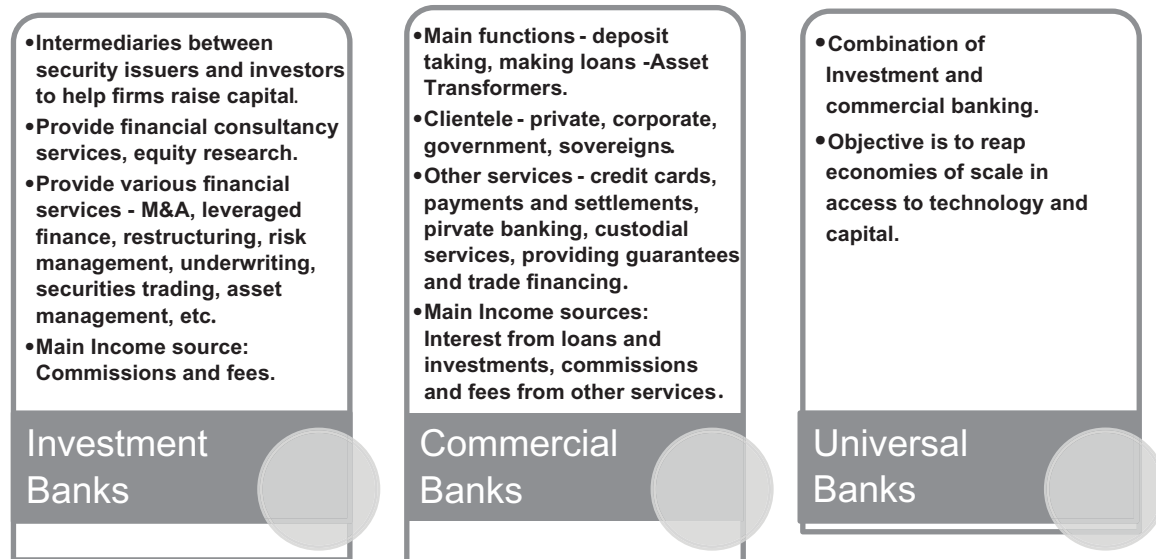 •Intermediaries between
security issuers and investors
to help firms raise capital.
•Provide financial consultancy
services, equity research.
•Provide various financial
services - M&A, leveraged
finance, restructuring, risk
management, underwriting,
securities trading, asset
management, etc.
•Main Income source:
Commissions and fees.
Investment
Banks
•Main functions - deposit
taking, making loans -Asset
Transformers.
•Clientele - private, corporate,
government, sovereigns.
•Other services - credit cards,
payments and settlements,
pirvate banking, custodial
services, providing guarantees
and trade financing.
•Main Income sources:
Interest from loans and
investments, commissions
and fees from other services.
Commercial
Banks
•Combination of
Investment and
commercial banking.
•Objective is to reap
economies of scale in
access to technology and
capital.
Universal
Banks